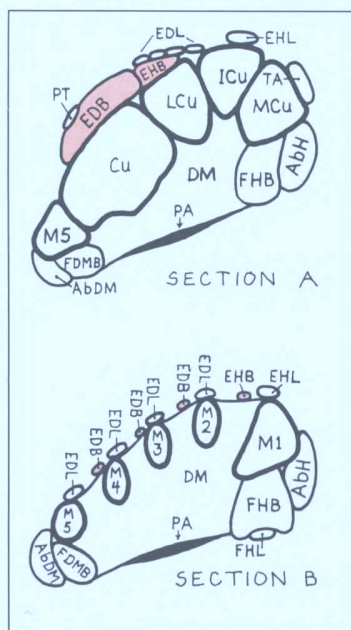 EDL
EHL
EHB
PT
EDB
ICu
TA
LCu
MCu
Cu
DM
AbH
FHB
PA
M5
FDMB
AbDM
SECTION A
EDL
EDB
EHB
EHL
EDL
EDB
M2
EDL
EDB
M3
M1
EDL
M4
DM
AbH
M5
FHB
PA
AbDM
FDMB
FHL
SECTION B